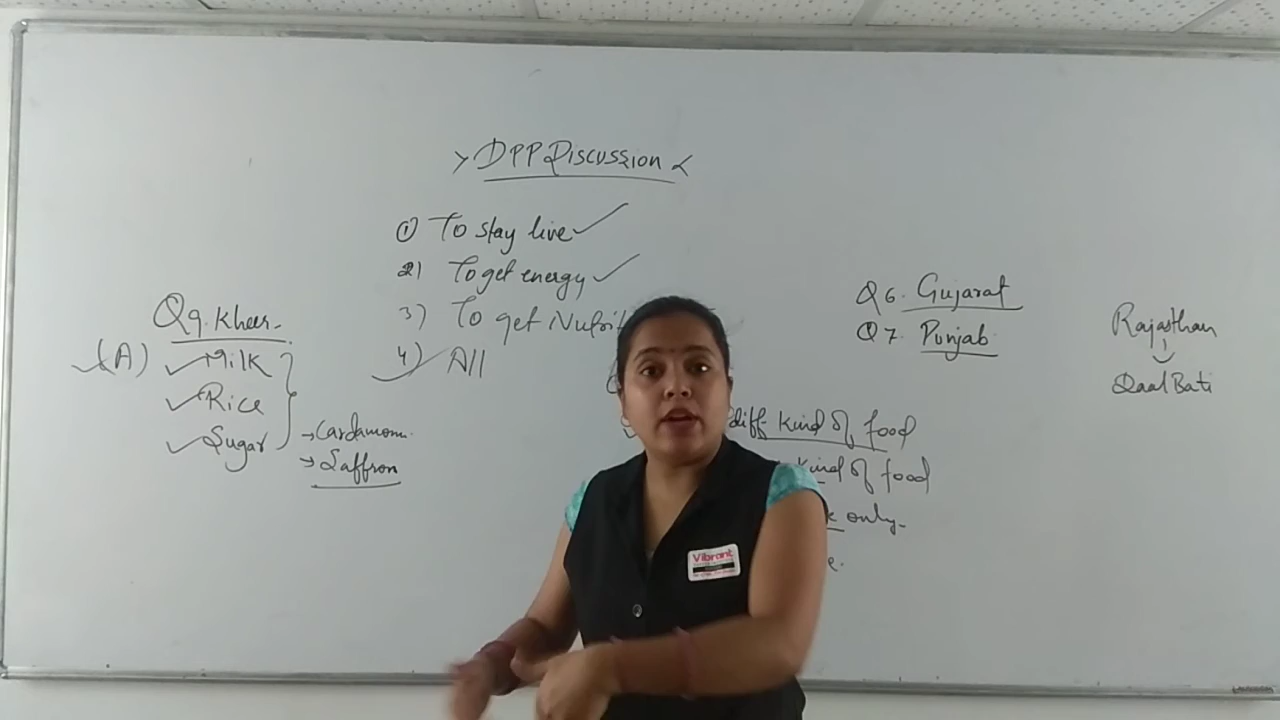 DPP Discussion
1) To stay live
2) To get energy
3) To get
4) All
Q9. Kheer.
(A) Milk
Rice
Sugar
→ Cardamom
→ Saffron
Q6. Gujarat
Q7. Punjab
Rajasthan
Daal Bati
diff kind of food
kind of food
only.
Vibrant